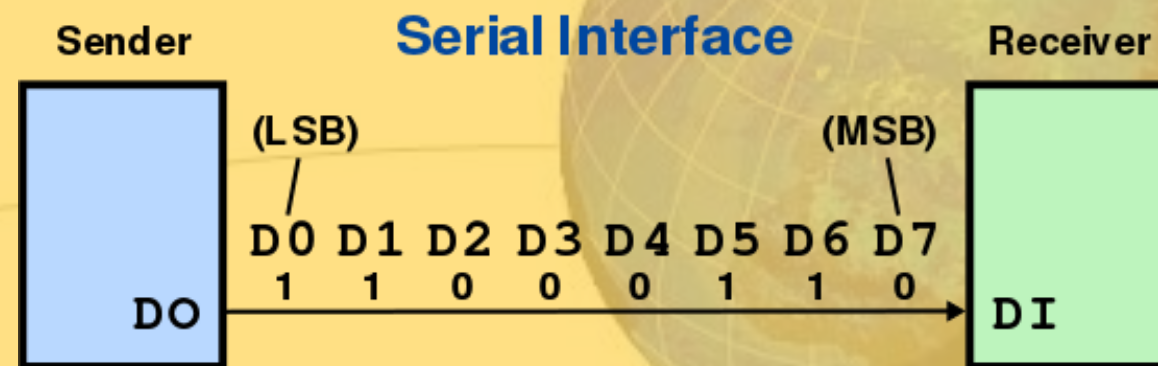 Serial Interface
Sender
Receiver
(LSB)
(MSB)
D0 D1 D2 D3 D4 D5 D6 D7
1 1 0 0 0 1 1 0
DO
DI